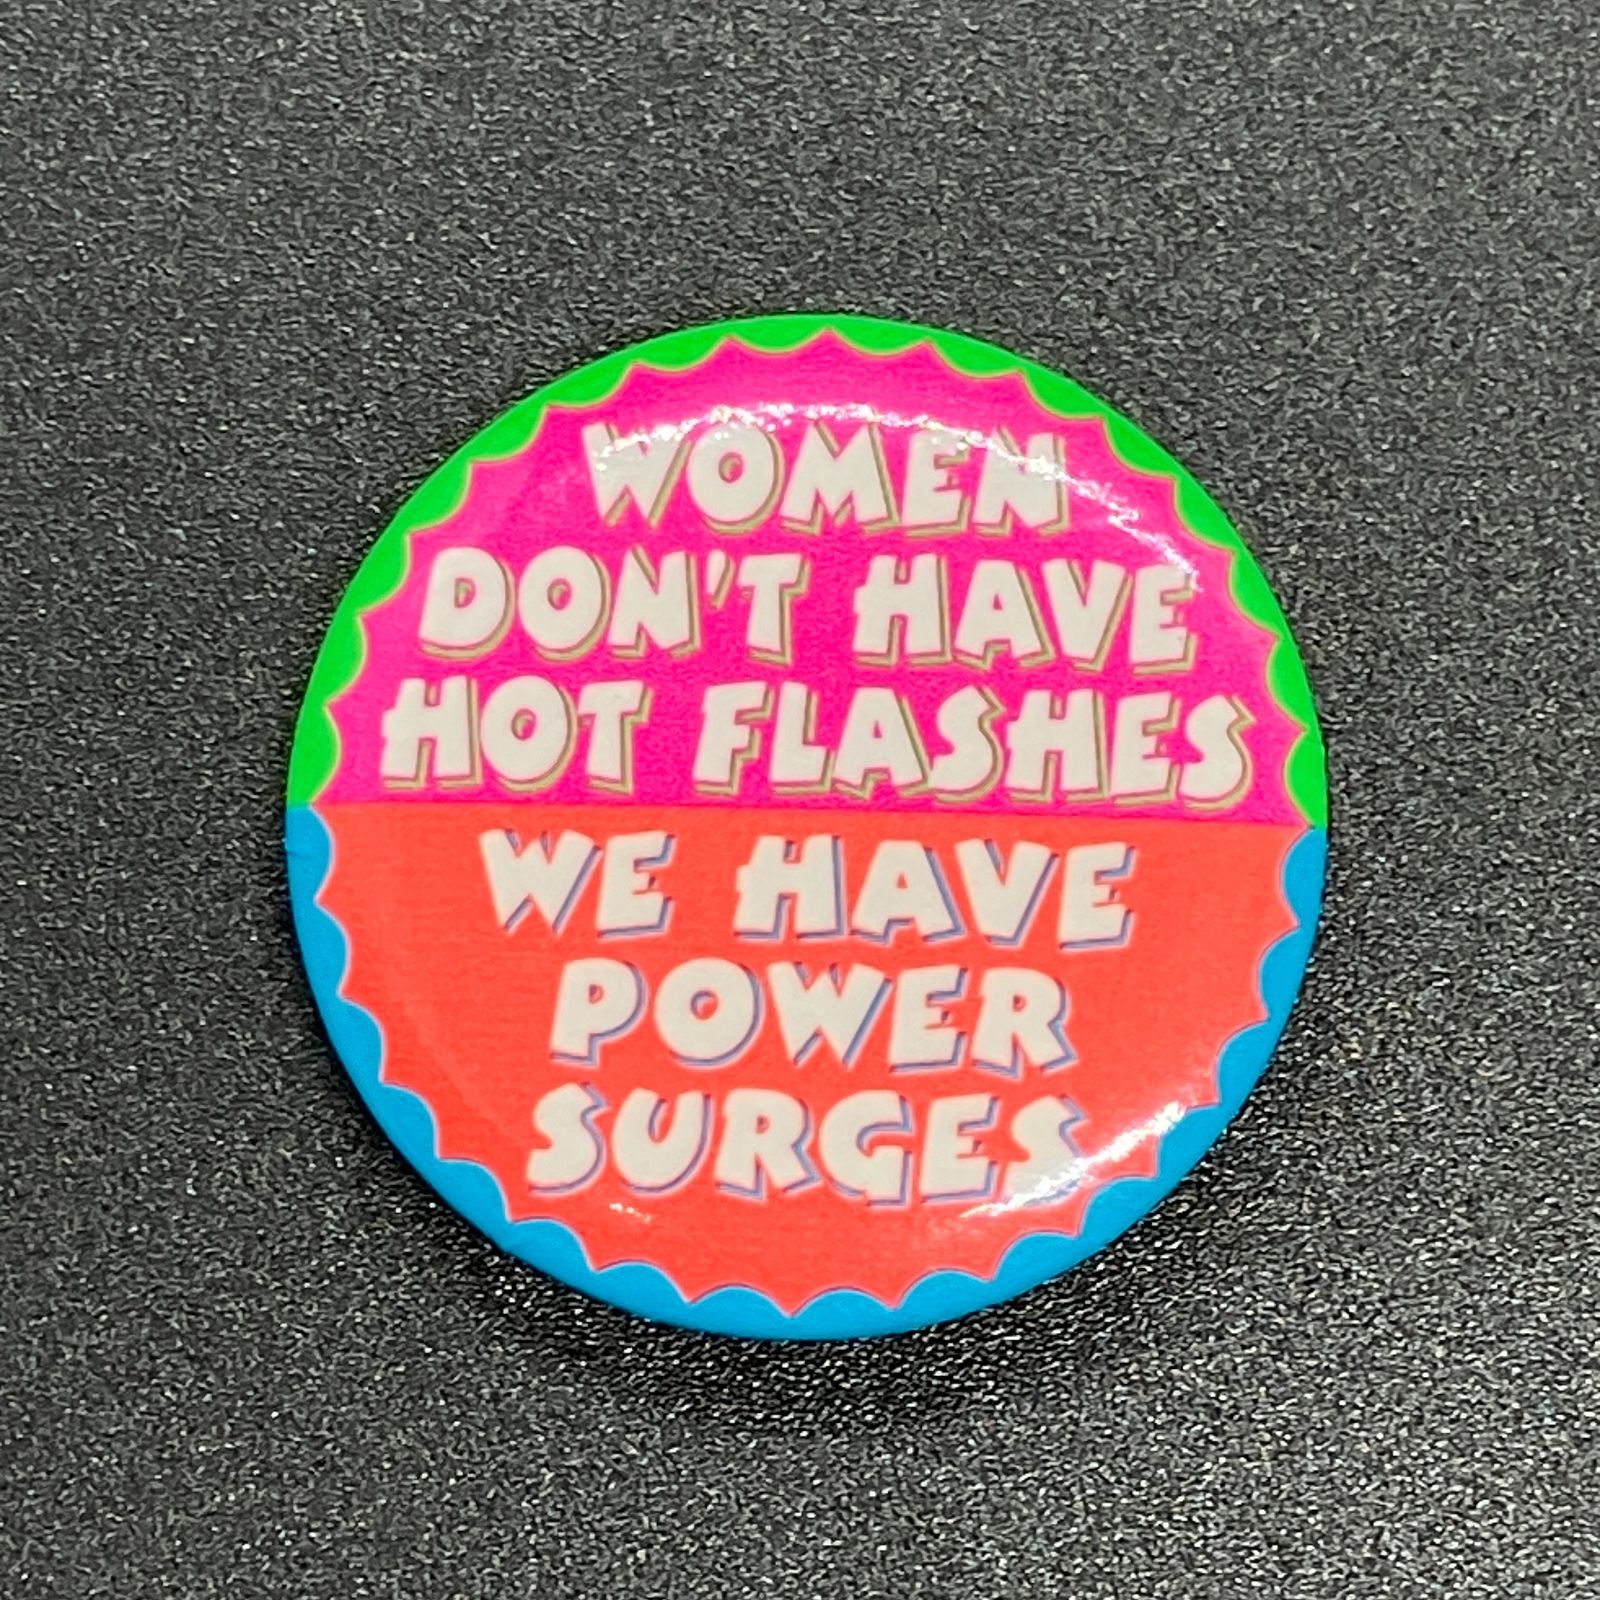 WOMEN
DON'T HAVE
HOT FLASHES
WE HAVE
POWER
SURGES